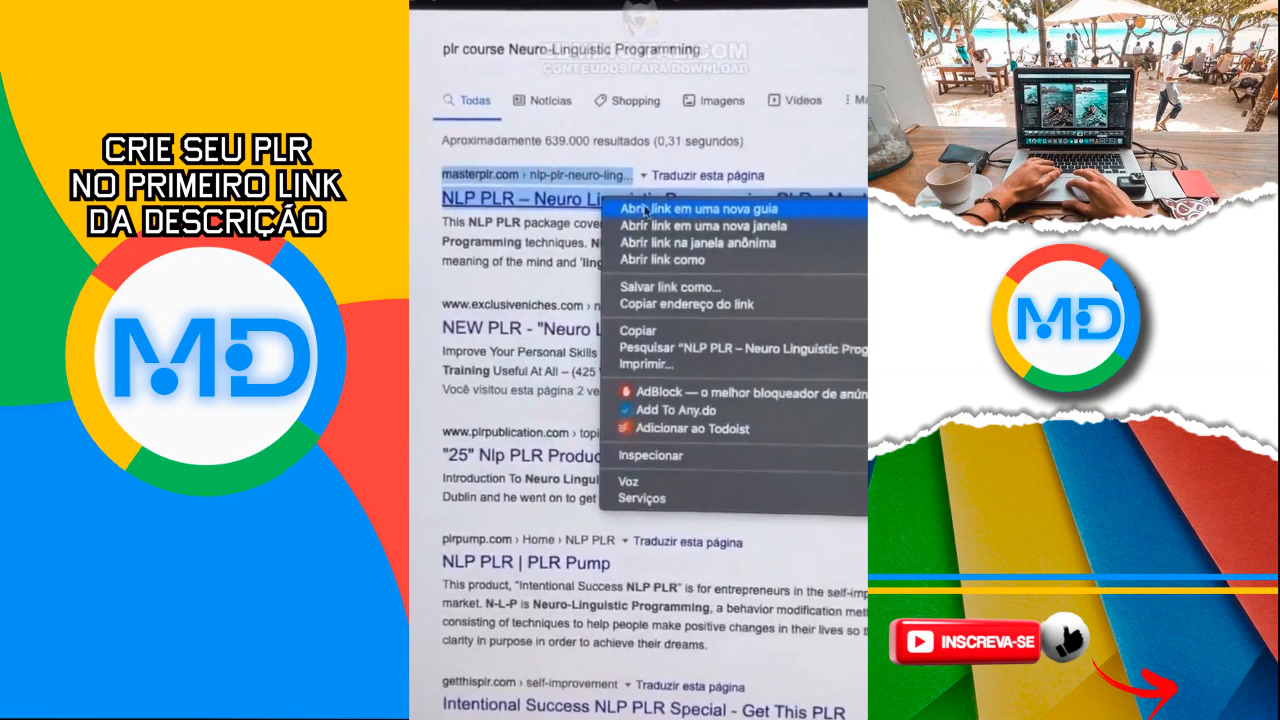 CRIE SEU PLR
NO PRIMEIRO LINK
DA DESCRIÇÃO
MD
plr course Neuro-Linguistic Programming
CONTEÚDOS PARA DOWNLOAD
Todas
Notícias
Shopping
Imagens
Vídeos
Ma
Aproximadamente 639.000 resultados (0,31 segundos)
masterplr.com › nlp-plr-neuro-ling... ▾ Traduzir esta página
NLP PLR – Neuro Li
This NLP PLR package cove
Programming techniques. N
meaning of the mind and 'ling
www.exclusiveniches.com › n
NEW PLR - "Neuro L
Improve Your Personal Skills
Training Useful At All – (425
Você visitou esta página 2 ve
www.plrpublication.com › topi
"25" Nlp PLR Produc
Introduction To Neuro Lingui
Dublin and he went on to get
Abrir link em uma nova guia
Abrir link em uma nova janela
Abrir link na janela anônima
Abrir link como
Salvar link como...
Copiar endereço do link
Copiar
Pesquisar “NLP PLR – Neuro Linguistic Prog
Imprimir...
AdBlock — o melhor bloqueador de anún
Add To Any.do
Adicionar ao Todoist
Inspecionar
Voz
Serviços
plrpump.com › Home › NLP PLR ▾ Traduzir esta página
NLP PLR | PLR Pump
This product, "Intentional Success NLP PLR" is for entrepreneurs in the self-imp
market. N-L-P is Neuro-Linguistic Programming, a behavior modification met
consisting of techniques to help people make positive changes in their lives so t
clarity in purpose in order to achieve their dreams.
getthisplr.com › self-improvement ▾ Traduzir esta página
Intentional Success NLP PLR Special - Get This PLR
MD
INSCREVA-SE